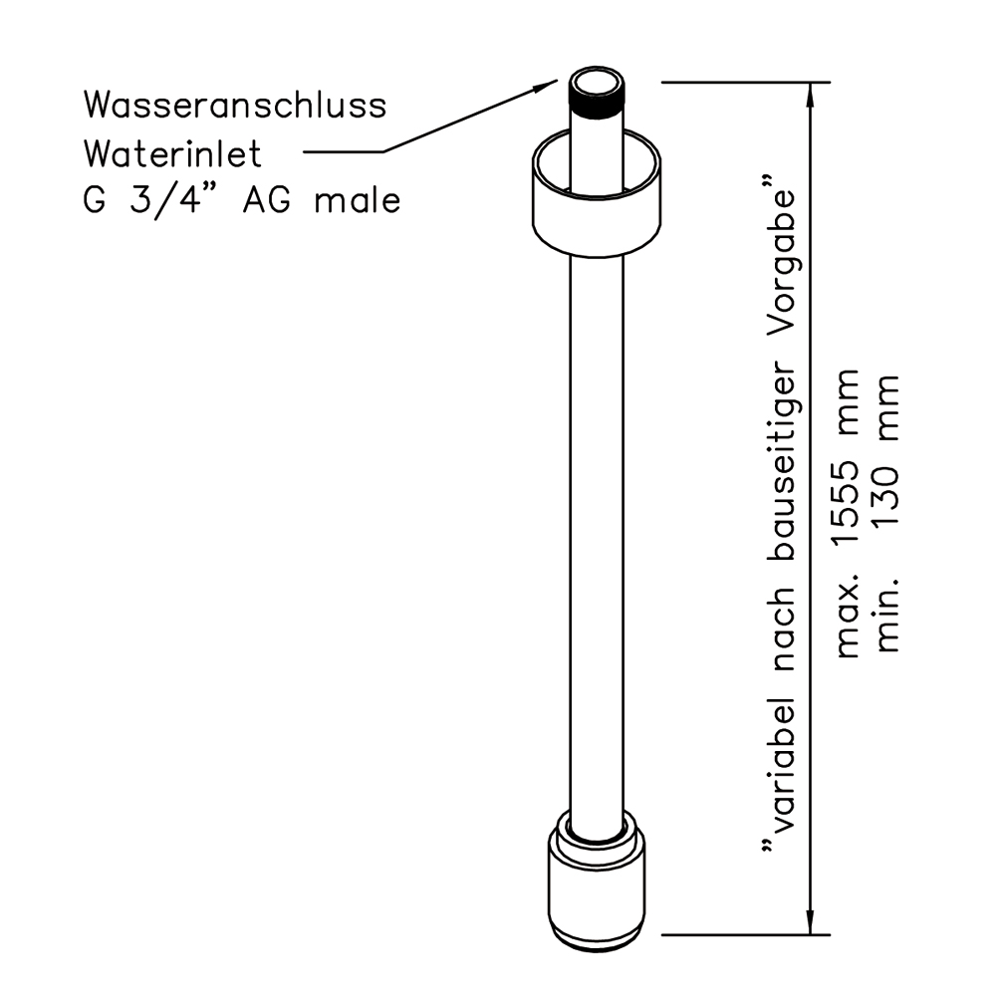 Wasseranschluss
Waterinlet
G 3/4” AG male
”variabel nach bauseitiger Vorgabe”
max. 1555 mm
min. 130 mm